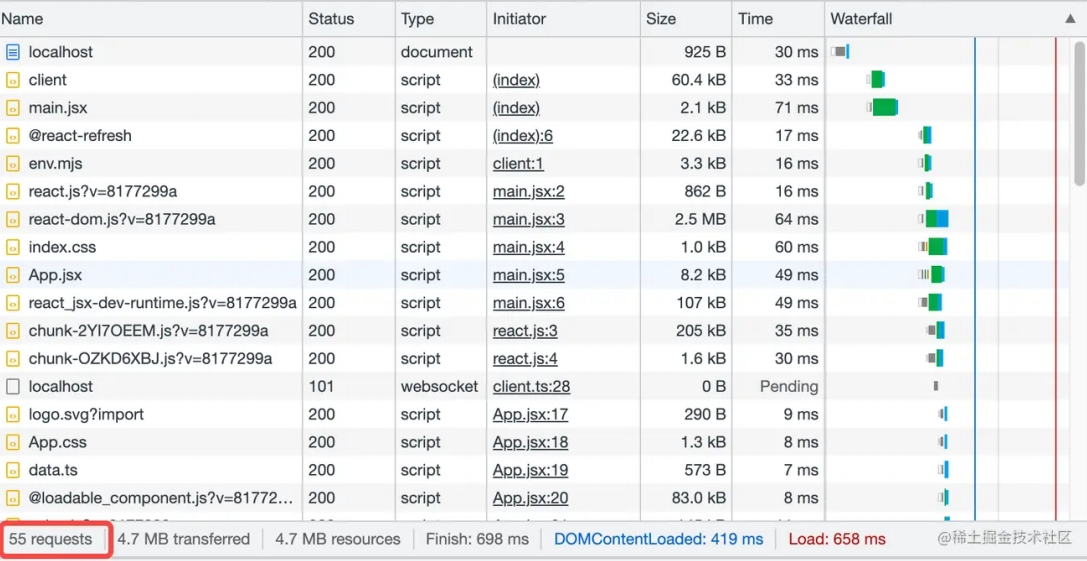 Name Status Type Initiator Size Time Waterfall
localhost 200 document 925 B 30 ms
client 200 script (index) 60.4 kB 33 ms
main.jsx 200 script (index) 2.1 kB 71 ms
@react-refresh 200 script (index):6 22.6 kB 17 ms
env.mjs 200 script client:1 3.3 kB 16 ms
react.js?v=8177299a 200 script main.jsx:2 862 B 16 ms
react-dom.js?v=8177299a 200 script main.jsx:3 2.5 MB 64 ms
index.css 200 script main.jsx:4 1.0 kB 60 ms
App.jsx 200 script main.jsx:5 8.2 kB 49 ms
react_jsx-dev-runtime.js?v=8177299a 200 script main.jsx:6 107 kB 49 ms
chunk-2YI7OEEM.js?v=8177299a 200 script react.js:3 205 kB 35 ms
chunk-OZKD6XBJ.js?v=8177299a 200 script react.js:4 1.6 kB 30 ms
localhost 101 websocket client.ts:28 0 B Pending
logo.svg?import 200 script App.jsx:17 290 B 9 ms
App.css 200 script App.jsx:18 1.3 kB 8 ms
data.ts 200 script App.jsx:19 573 B 7 ms
@loadable_component.js?v=81772... 200 script App.jsx:20 83.0 kB 8 ms
55 requests 4.7 MB transferred 4.7 MB resources Finish: 698 ms DOMContentLoaded: 419 ms Load: 658 ms @稀土掘金技术社区